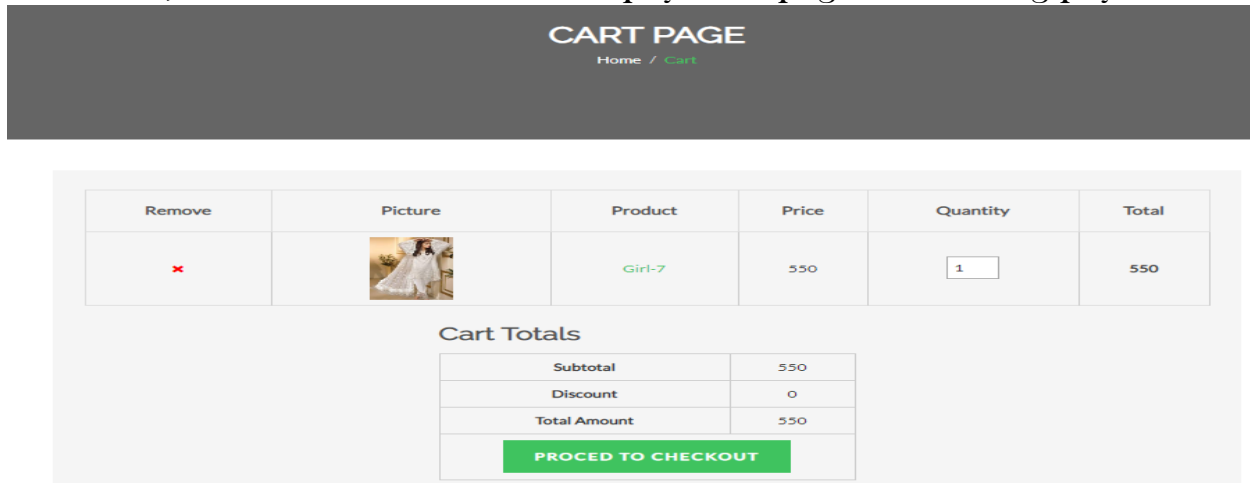 CART PAGE
Home / Cart
Remove Picture Product Price Quantity Total
✖ Girl-7 550 1 550
Cart Totals
Subtotal 550
Discount 0
Total Amount 550
PROCED TO CHECKOUT